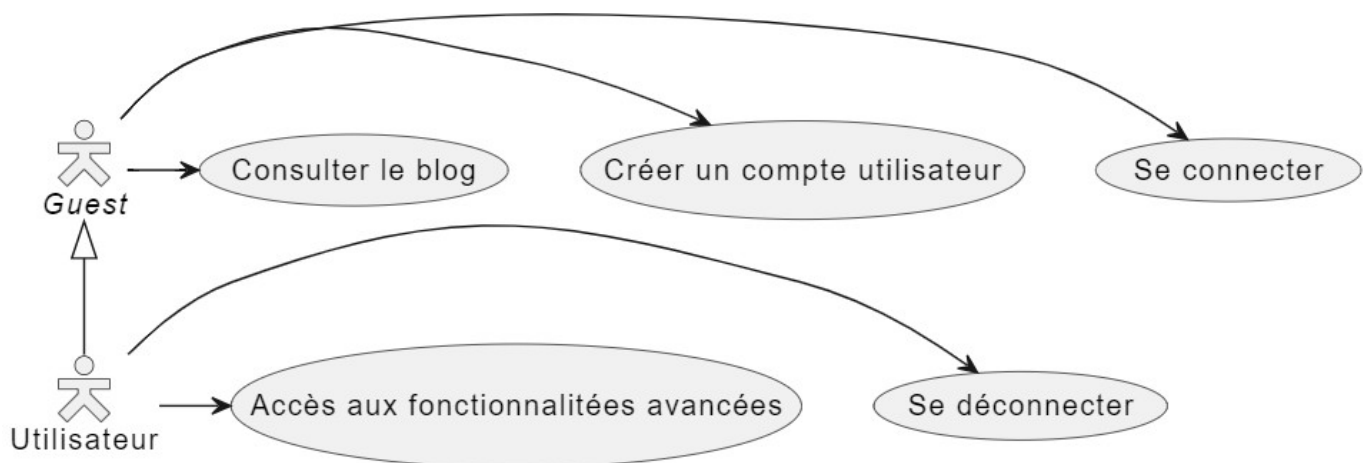 Consulter le blog
Créer un compte utilisateur
Se connecter
Guest
Accès aux fonctionnalitées avancées
Se déconnecter
Utilisateur